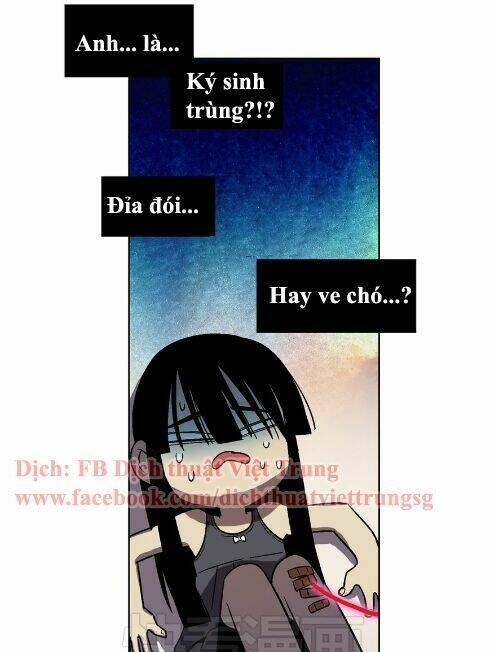 Anh... là...
Ký sinh
trùng?!?
Đỉa đói...
Hay ve chó...?
Dịch: FB Dịch thuật Việt Trung
www.facebook.com/dichthuatviettrungsg